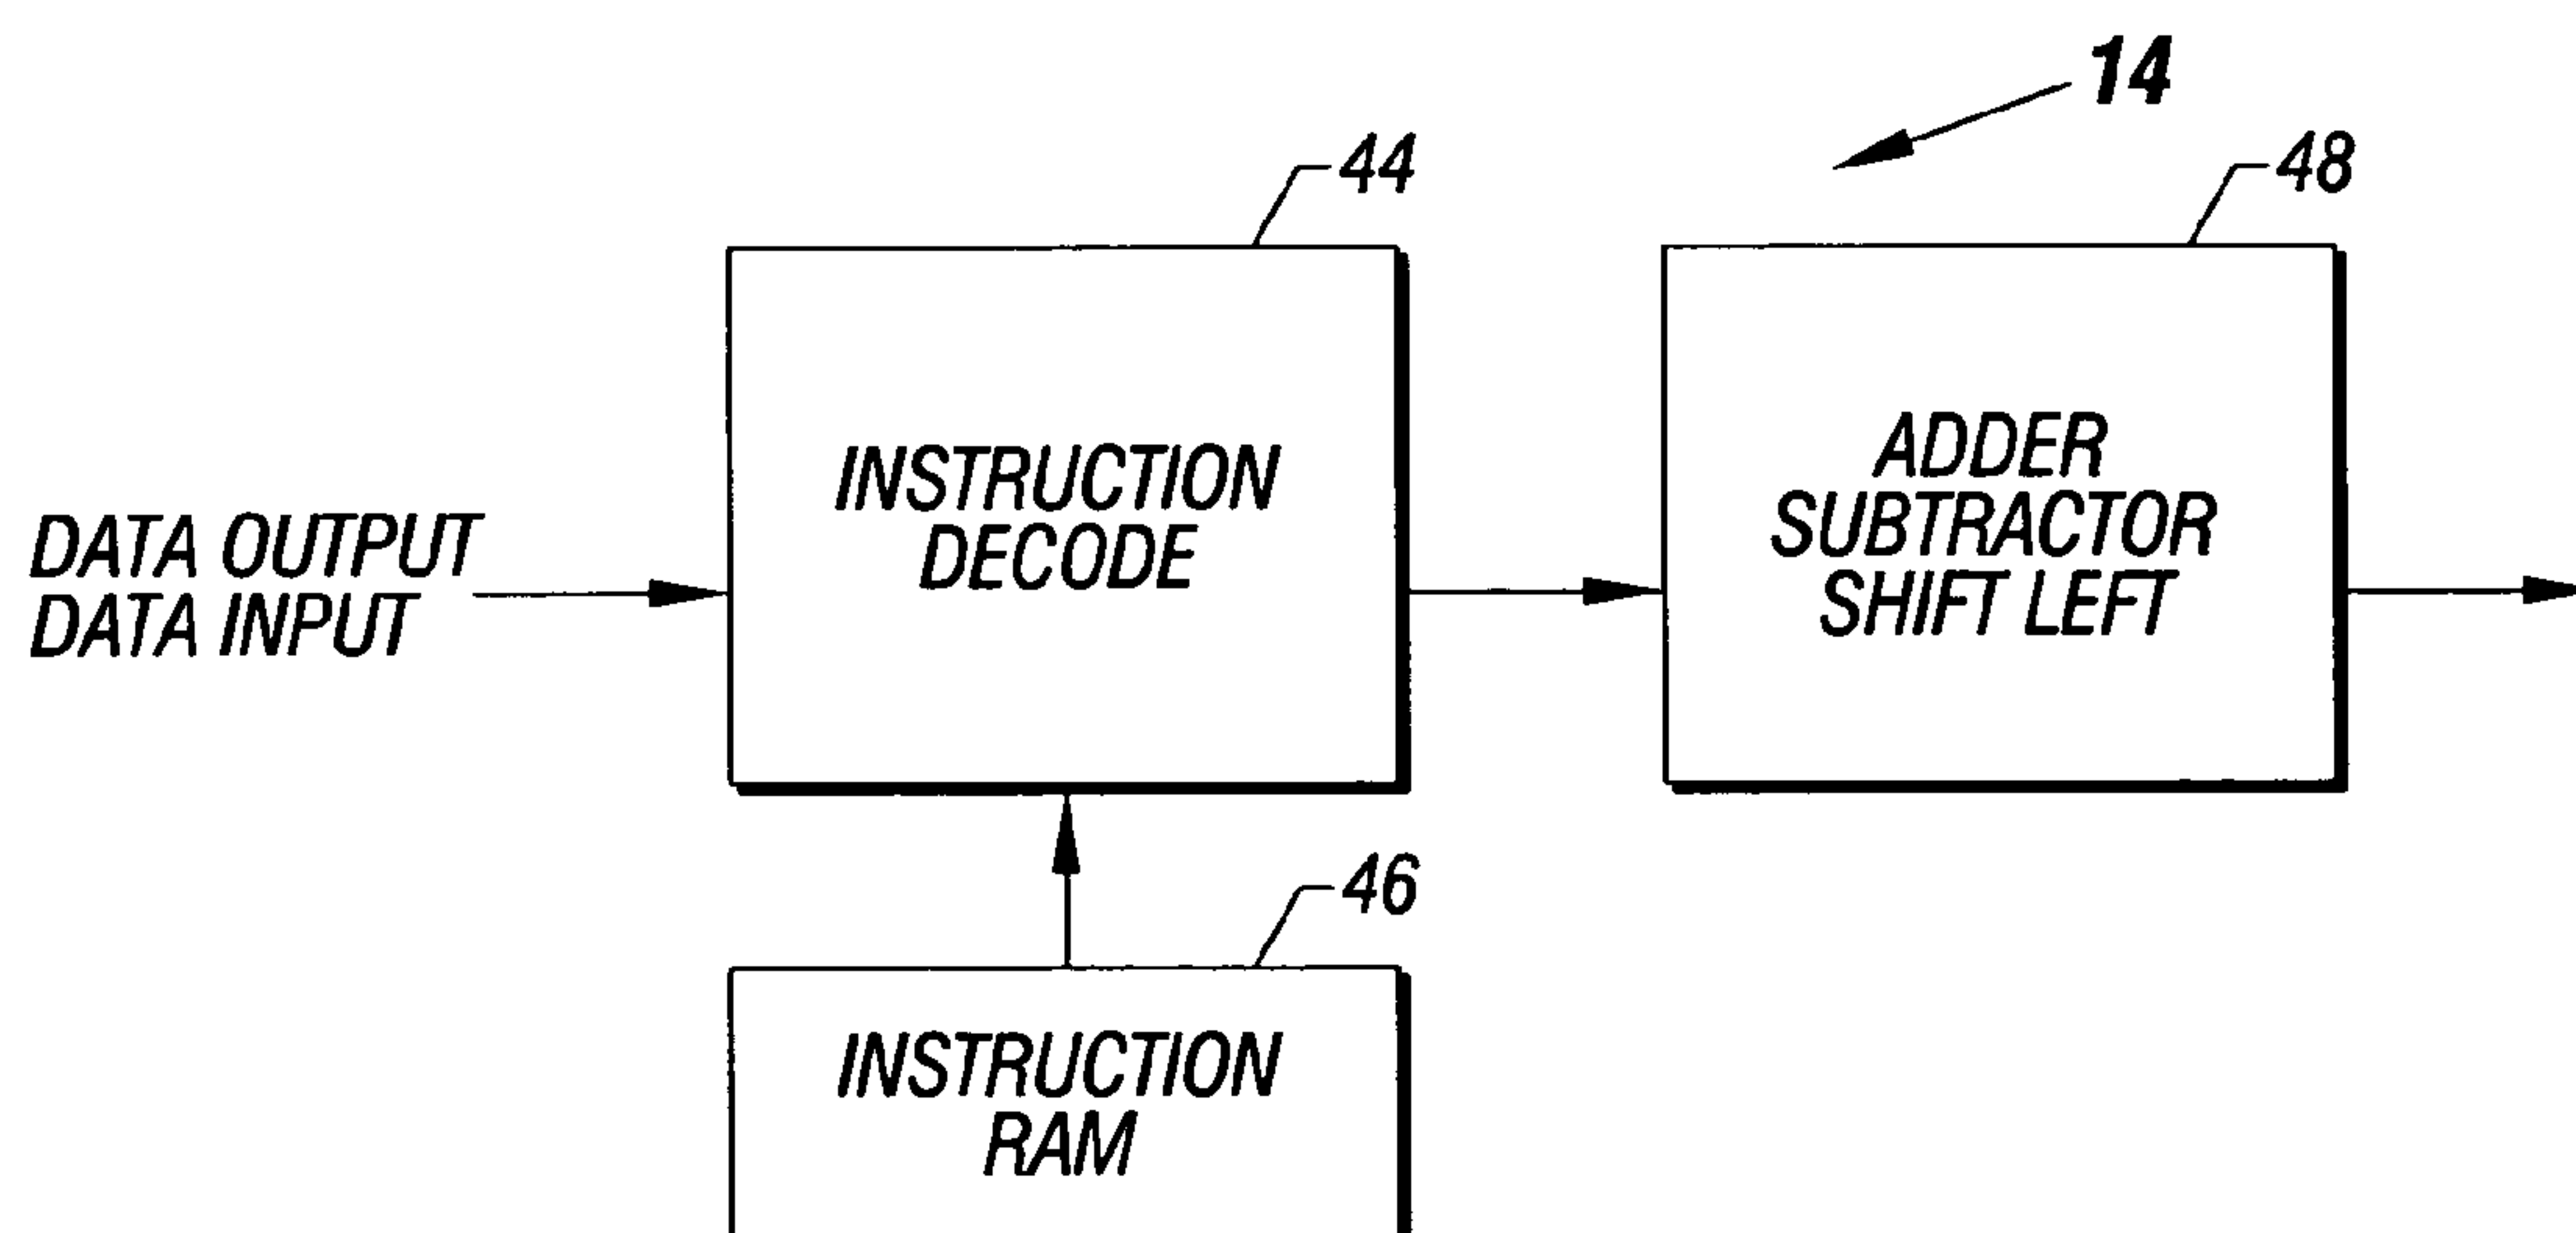 14
44
48
INSTRUCTION
DECODE
ADDER
SUBTRACTOR
SHIFT LEFT
DATA OUTPUT
DATA INPUT
46
INSTRUCTION
RAM